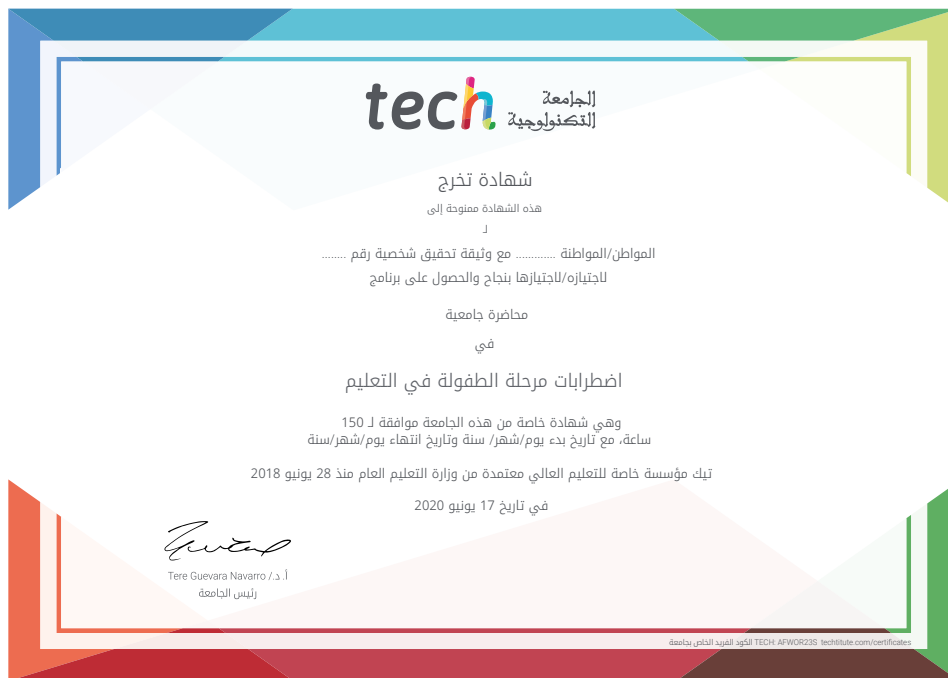 tech الجامعة
التكنولوجية
شهادة تخرج
هذه الشهادة ممنوحة إلى
لـ
المواطن/المواطنة ............ مع وثيقة تحقيق شخصية رقم ........
لاجتيازه/لاجتيازها بنجاح والحصول على برنامج
محاضرة جامعية
في
اضطرابات مرحلة الطفولة في التعليم
وهي شهادة خاصة من هذه الجامعة موافقة لـ 150
ساعة، مع تاريخ بدء يوم/شهر/ سنة وتاريخ انتهاء يوم/شهر/سنة
تيك مؤسسة خاصة للتعليم العالي معتمدة من وزارة التعليم العام منذ 28 يونيو 2018
في تاريخ 17 يونيو 2020
أ. د./ Tere Guevara Navarro
رئيس الجامعة
الكود الفريد الخاص بجامعة TECH: AFWOR23S techtitute.com/certificates